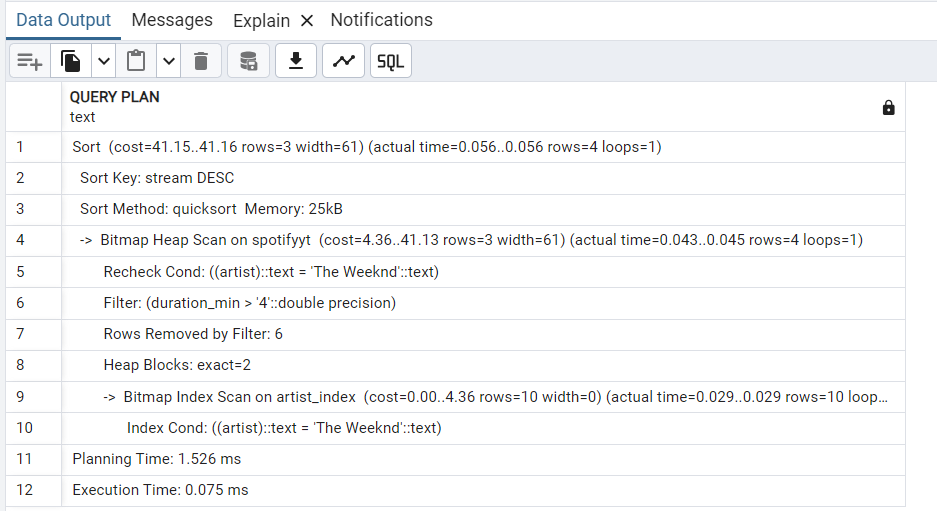 Data Output Messages Explain × Notifications
SQL
QUERY PLAN
text
1 Sort (cost=41.15..41.16 rows=3 width=61) (actual time=0.056..0.056 rows=4 loops=1)
2 Sort Key: stream DESC
3 Sort Method: quicksort Memory: 25kB
4 -> Bitmap Heap Scan on spotifyyt (cost=4.36..41.13 rows=3 width=61) (actual time=0.043..0.045 rows=4 loops=1)
5 Recheck Cond: ((artist)::text = 'The Weeknd'::text)
6 Filter: (duration_min > '4'::double precision)
7 Rows Removed by Filter: 6
8 Heap Blocks: exact=2
9 -> Bitmap Index Scan on artist_index (cost=0.00..4.36 rows=10 width=0) (actual time=0.029..0.029 rows=10 loop...
10 Index Cond: ((artist)::text = 'The Weeknd'::text)
11 Planning Time: 1.526 ms
12 Execution Time: 0.075 ms